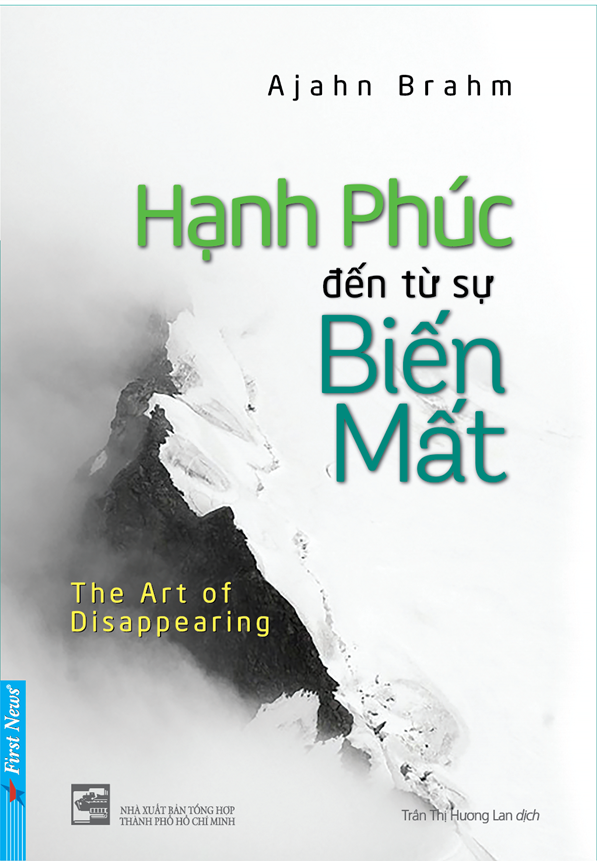 Ajahn Brahm
Hạnh Phúc
đến từ sự
Biến
Mất
The Art of
Disappearing
First News®
NHÀ XUẤT BẢN TỔNG HỢP
THÀNH PHỐ HỒ CHÍ MINH
Trần Thị Hương Lan dịch